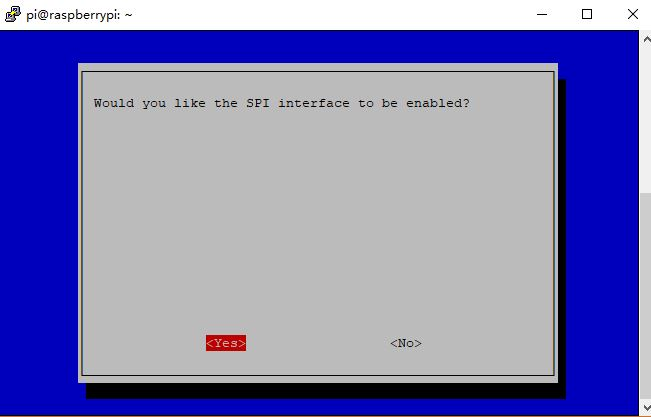 pi@raspberrypi: ~
Would you like the SPI interface to be enabled?
<Yes> <No>